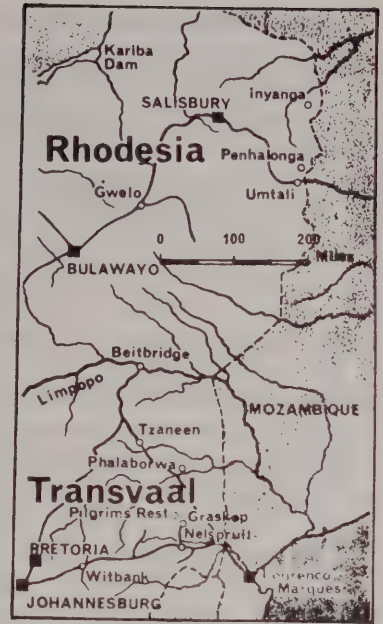 Kariba
Dam
inyanga
SALISBURY
Rhodesia
Penhalonga
Gwelo
Umtali
0 100 200
Miles
BULAWAYO
Beitbridge
Limpopo
MOZAMBIQUE
Tzaneen
Phalaborwa
Transvaal
Pilgrims Rest
Graskop
Nelspruit
PRETORIA
Witbank
Lourenco
Marques
JOHANNESBURG